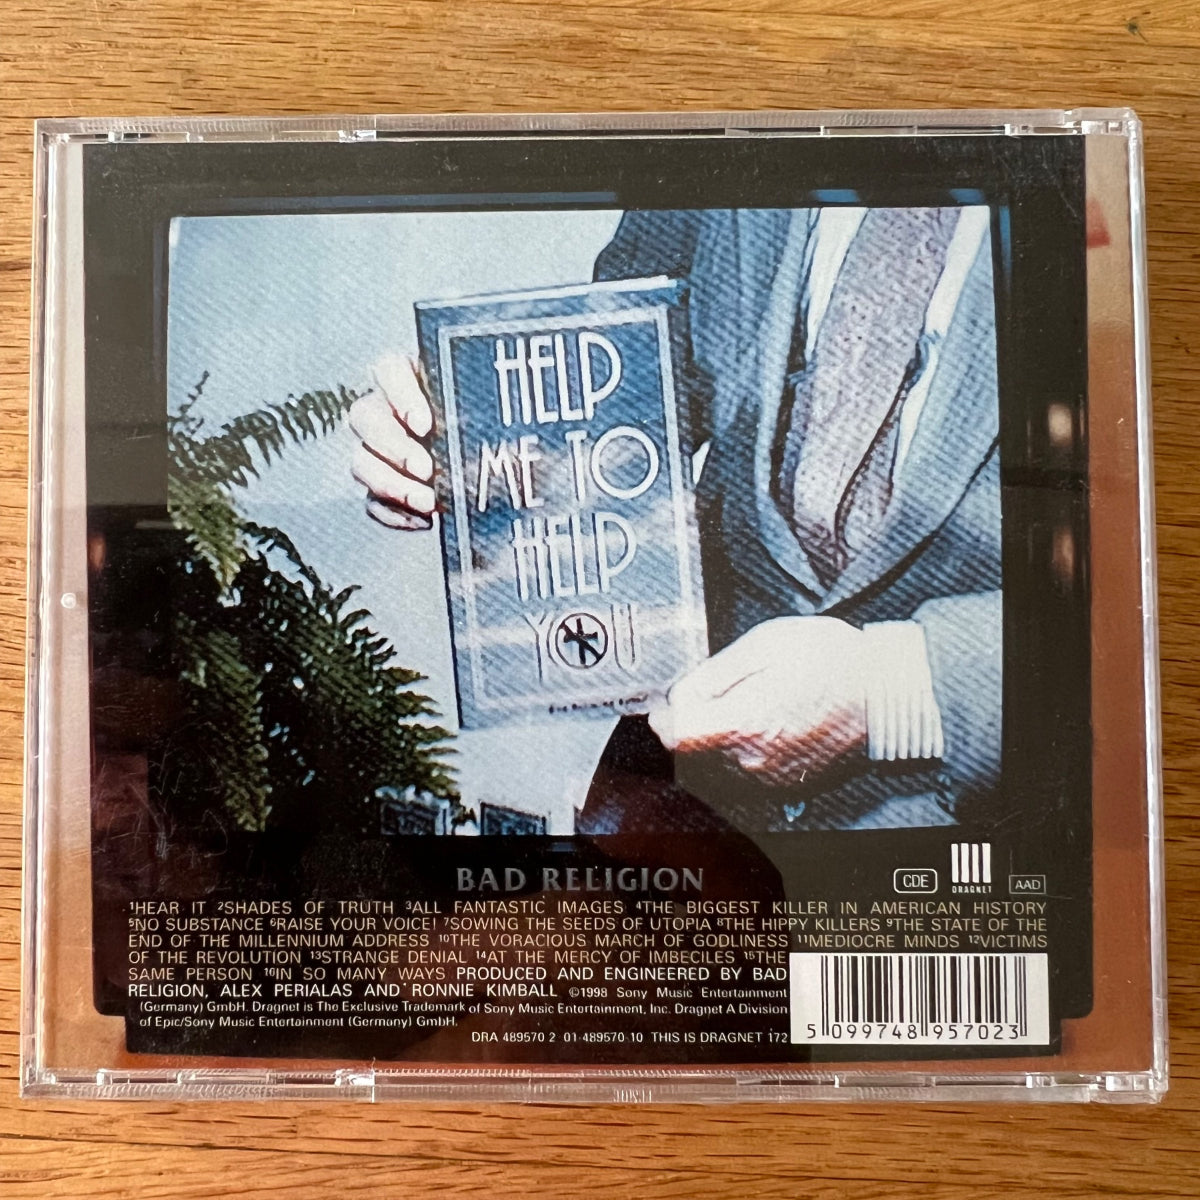 HELP
ME TO
HELP
YOU
BAD RELIGION
CDE
DRAGNET
AAD
¹HEAR IT ²SHADES OF TRUTH ³ALL FANTASTIC IMAGES ⁴THE BIGGEST KILLER IN AMERICAN HISTORY
⁵NO SUBSTANCE ⁶RAISE YOUR VOICE! ⁷SOWING THE SEEDS OF UTOPIA ⁸THE HIPPY KILLERS ⁹THE STATE OF THE
END OF THE MILLENNIUM ADDRESS ¹⁰THE VORACIOUS MARCH OF GODLINESS ¹¹MEDIOCRE MINDS ¹²VICTIMS
OF THE REVOLUTION ¹³STRANGE DENIAL ¹⁴AT THE MERCY OF IMBECILES ¹⁵THE
SAME PERSON ¹⁶IN SO MANY WAYS PRODUCED AND ENGINEERED BY BAD
RELIGION, ALEX PERIALAS AND RONNIE KIMBALL ©1998 Sony Music Entertainment
(Germany) GmbH. Dragnet is The Exclusive Trademark of Sony Music Entertainment, Inc. Dragnet A Division
of Epic/Sony Music Entertainment (Germany) GmbH.
DRA 489570 2 01-489570-10 THIS IS DRAGNET 172
5 099748 957023